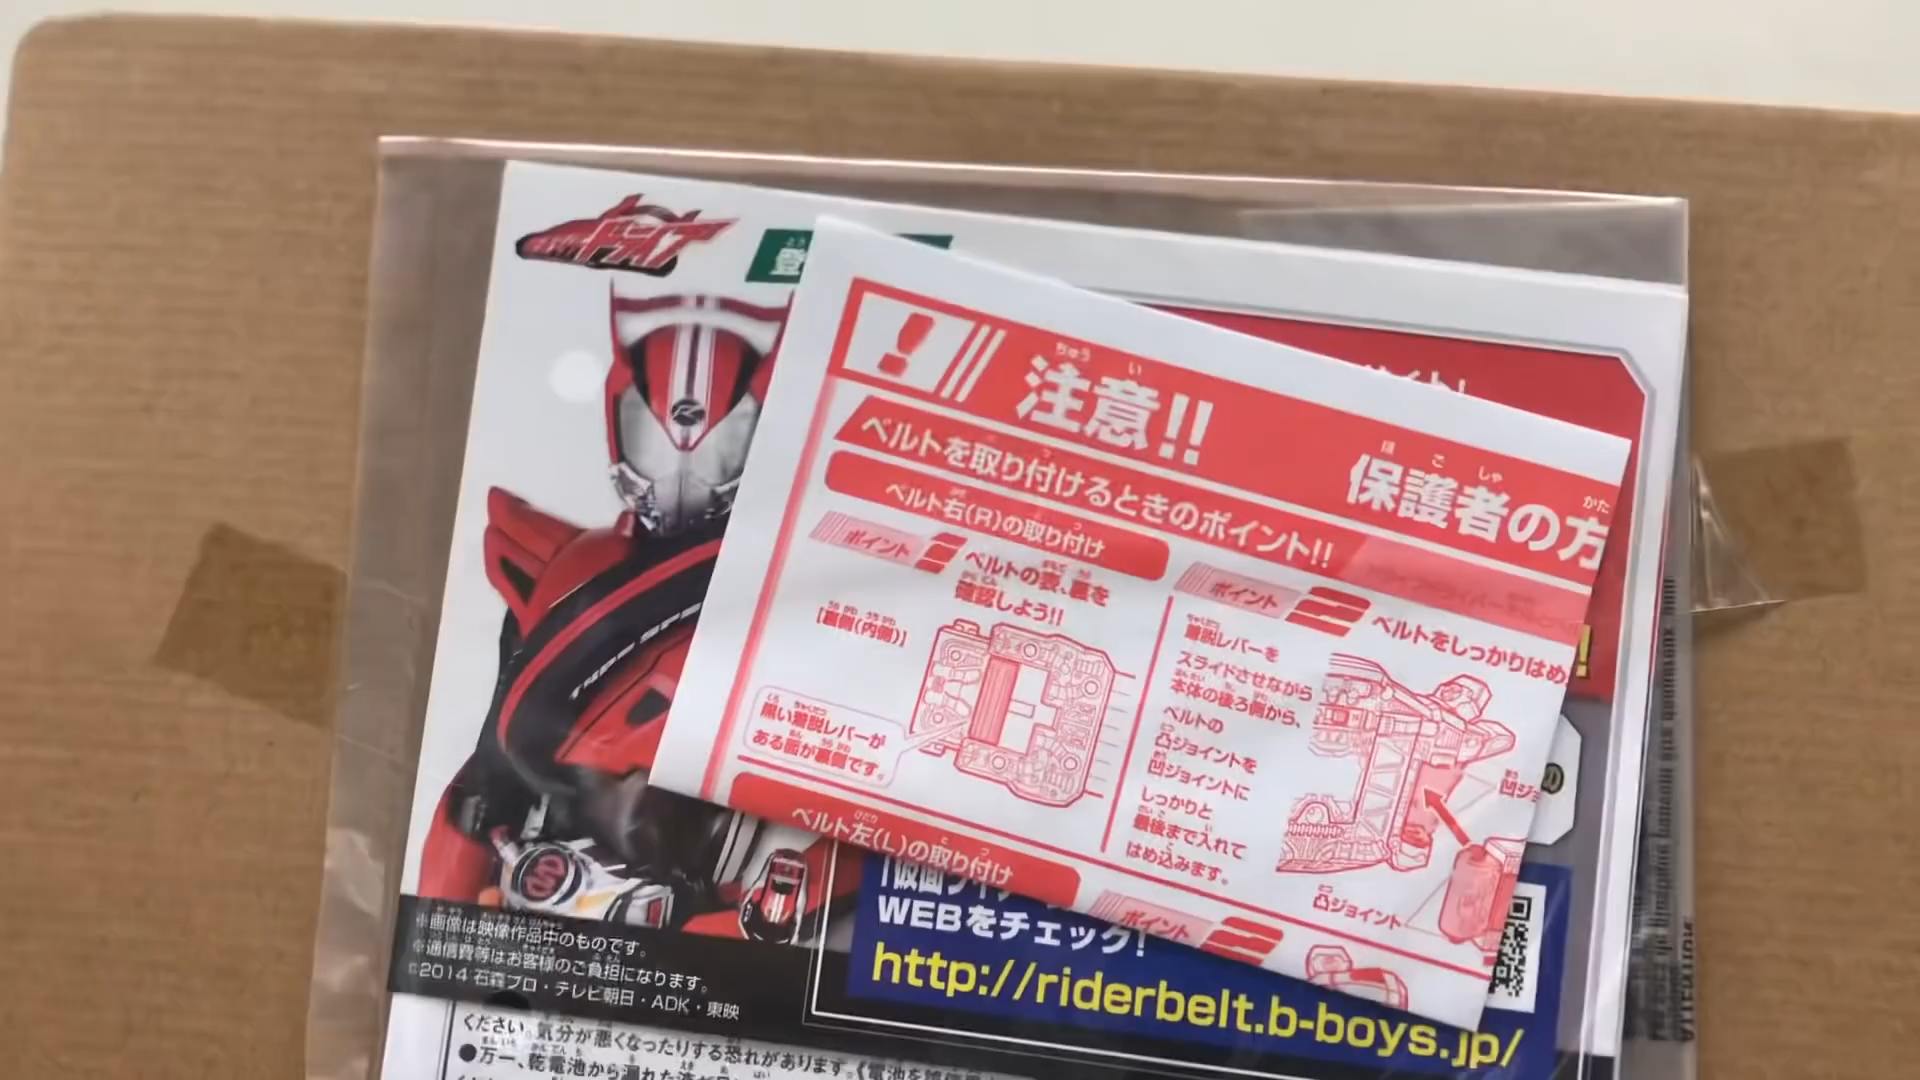 ドライブ
注意!!
保護者の方
ベルトを取り付けるときのポイント!!
ベルト右(R)の取り付け
ポイント
ベルトの表、裏を
確認しよう!!
[裏側(内側)]
黒い着脱レバーが
ある面が裏側です。
ポイント 2
ベルトをしっかりはめ
着脱レバーを
スライドさせながら
本体の後ろ側から、
ベルトの
凸ジョイントを
凹ジョイントに
しっかりと
最後まで入れて
はめ込みます。
凹ジョ
凸ジョイント
ベルト左(L)の取り付け
ポイント
TYPE SPE
WEBをチェック!
http://riderbelt.b-boys.jp/
※画像は映像作品中のものです。
※通信費等はお客様のご負担になります。
©2014 石森プロ・テレビ朝日・ADK・東映
ください。気分が悪くなったりする恐れがあります。
●万一、乾電池から漏れた液が